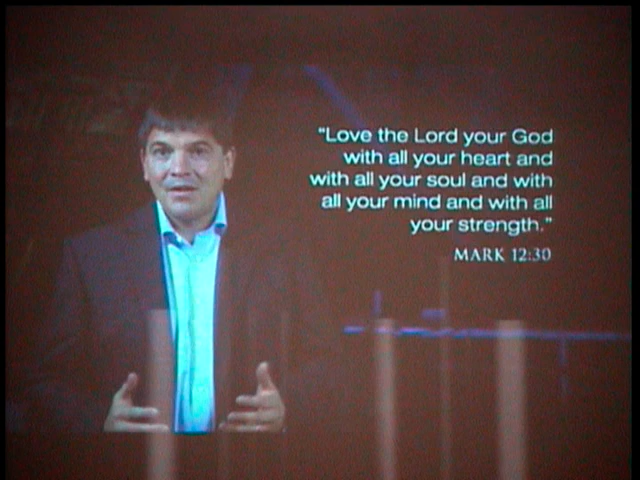 "Love the Lord your God
with all your heart and
with all your soul and with
all your mind and with all
your strength."
MARK 12:30